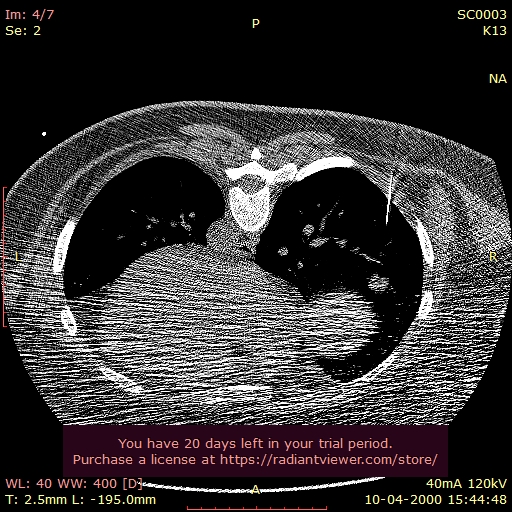 Im: 4/7
Se: 2
P
SC0003
K13
NA
L
R
You have 20 days left in your trial period.
Purchase a license at https://radiantviewer.com/store/
WL: 40 WW: 400 [D]
T: 2.5mm L: -195.0mm
A
40mA 120kV
10-04-2000 15:44:48